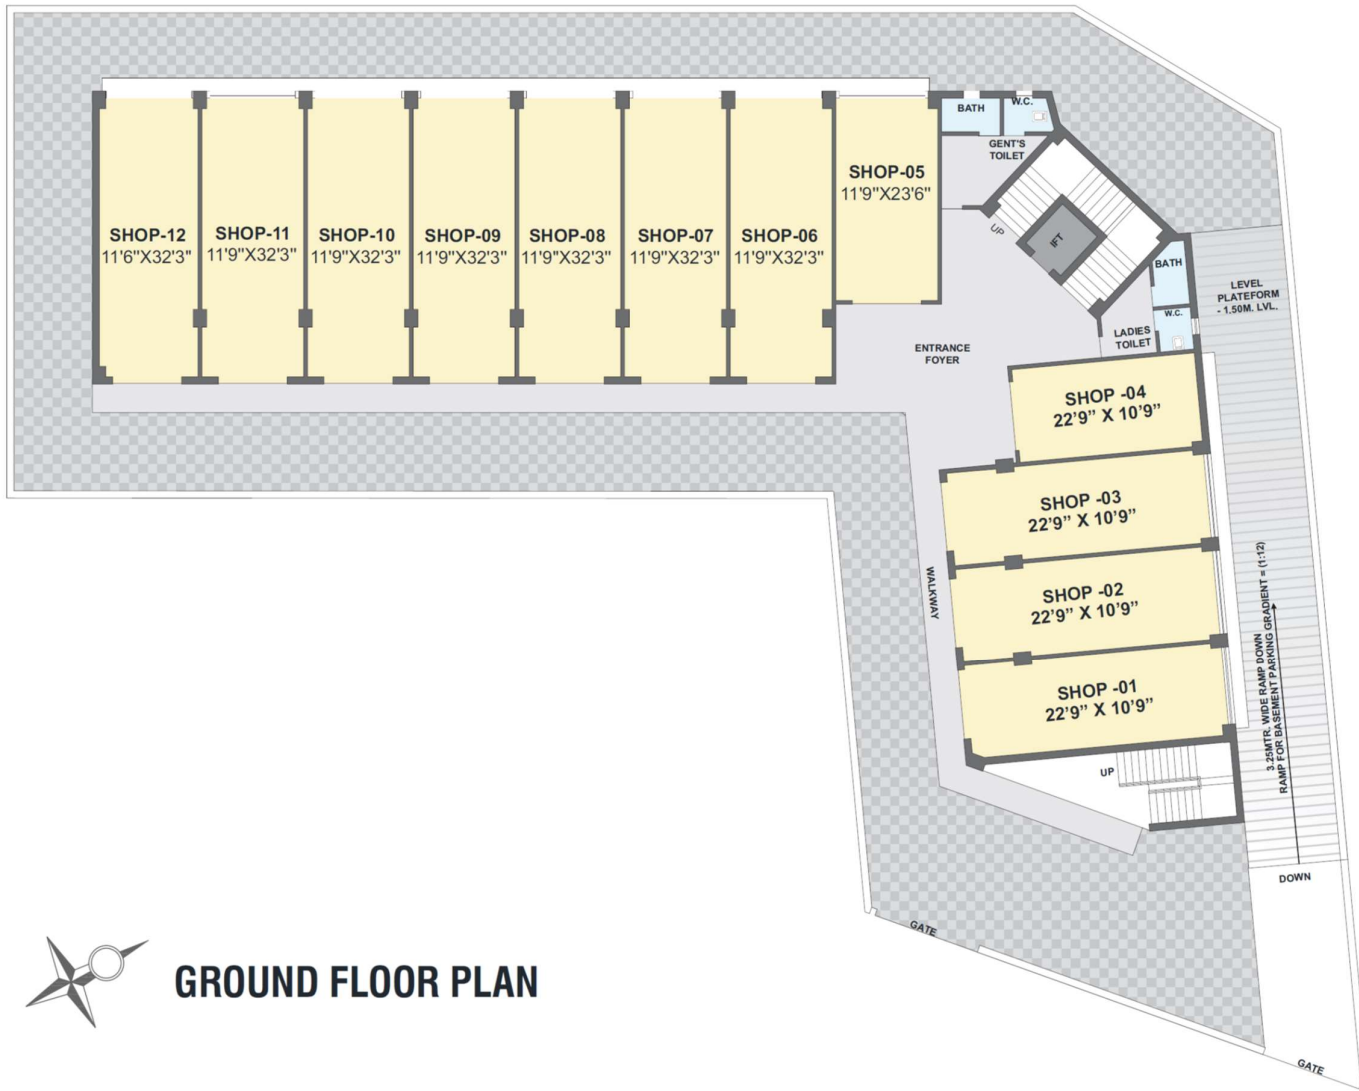 BATH
W.C.
GENT'S
TOILET
SHOP-05
11'9"X23'6"
SHOP-12
11'6"X32'3"
SHOP-11
11'9"X32'3"
SHOP-10
11'9"X32'3"
SHOP-09
11'9"X32'3"
SHOP-08
11'9"X32'3"
SHOP-07
11'9"X32'3"
SHOP-06
11'9"X32'3"
UP
IFT
BATH
W.C.
LADIES
TOILET
LEVEL
PLATEFORM
- 1.50M. LVL.
ENTRANCE
FOYER
SHOP -04
22’9” X 10’9”
SHOP -03
22’9” X 10’9”
SHOP -02
22’9” X 10’9”
SHOP -01
22’9” X 10’9”
WALKWAY
3.25MTR. WIDE RAMP DOWN
RAMP FOR BASEMENT PARKING GRADIENT = (1:12)
UP
DOWN
GATE
GATE
GROUND FLOOR PLAN